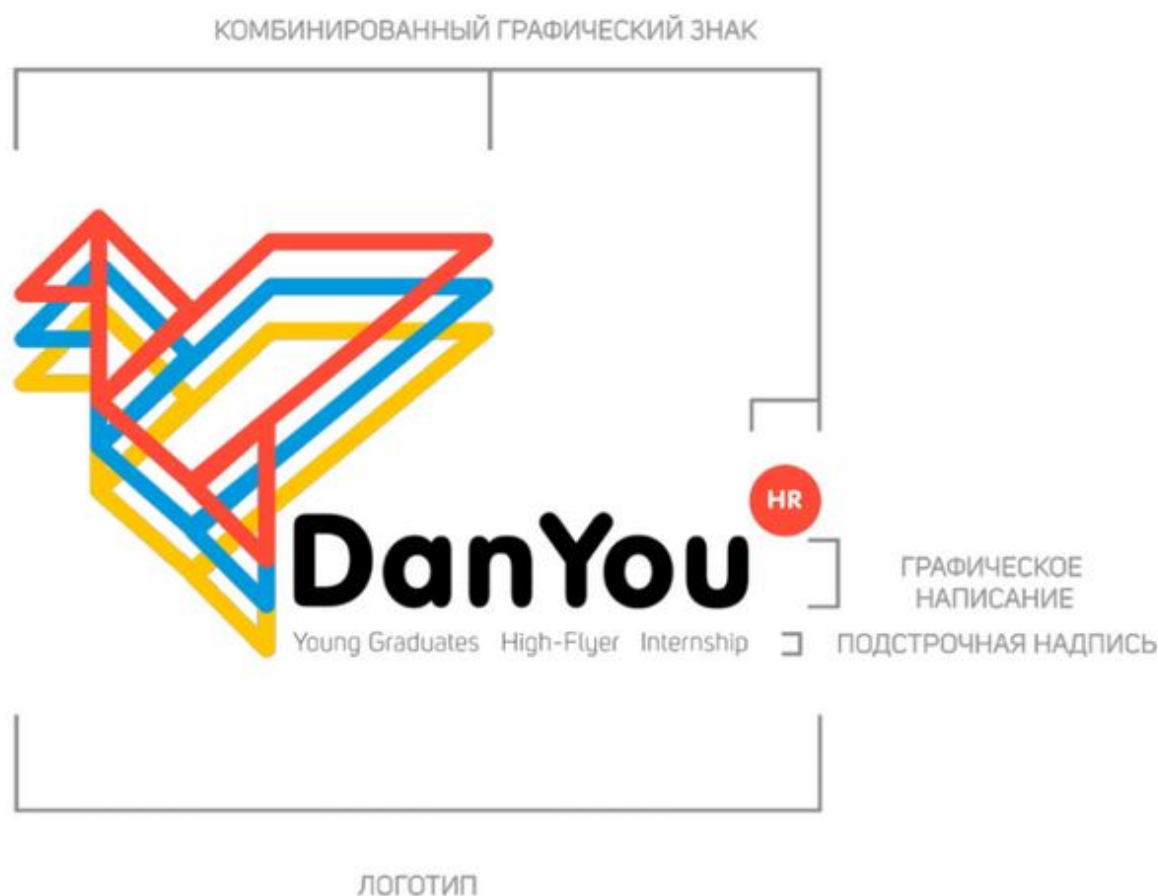 КОМБИНИРОВАННЫЙ ГРАФИЧЕСКИЙ ЗНАК
HR
DanYou
ГРАФИЧЕСКОЕ
НАПИСАНИЕ
Young Graduates High-Flyer Internship
ПОДСТРОЧНАЯ НАДПИСЬ
ЛОГОТИП